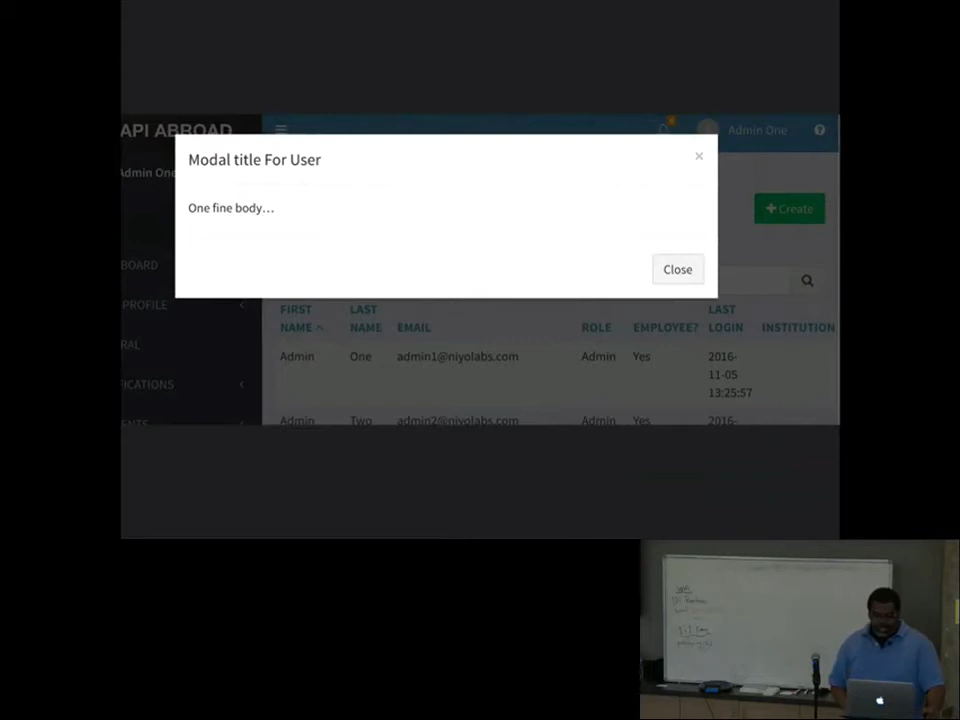 API ABROAD
Admin One
Admin One
Modal title For User
×
One fine body...
Close
Create
BOARD
PROFILE
RAL
ICATIONS
ENTS
FIRST NAME
LAST NAME
EMAIL
ROLE
EMPLOYEE?
LAST LOGIN
INSTITUTION
Admin One admin1@niyolabs.com Admin Yes 2016-11-05 13:25:57
Admin Two admin2@niyolabs.com Admin Yes 2016-